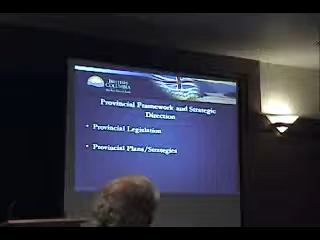 BRITISH
COLUMBIA
Provincial Framework and Strategic
Direction
• Provincial Legislation
• Provincial Plans/Strategies